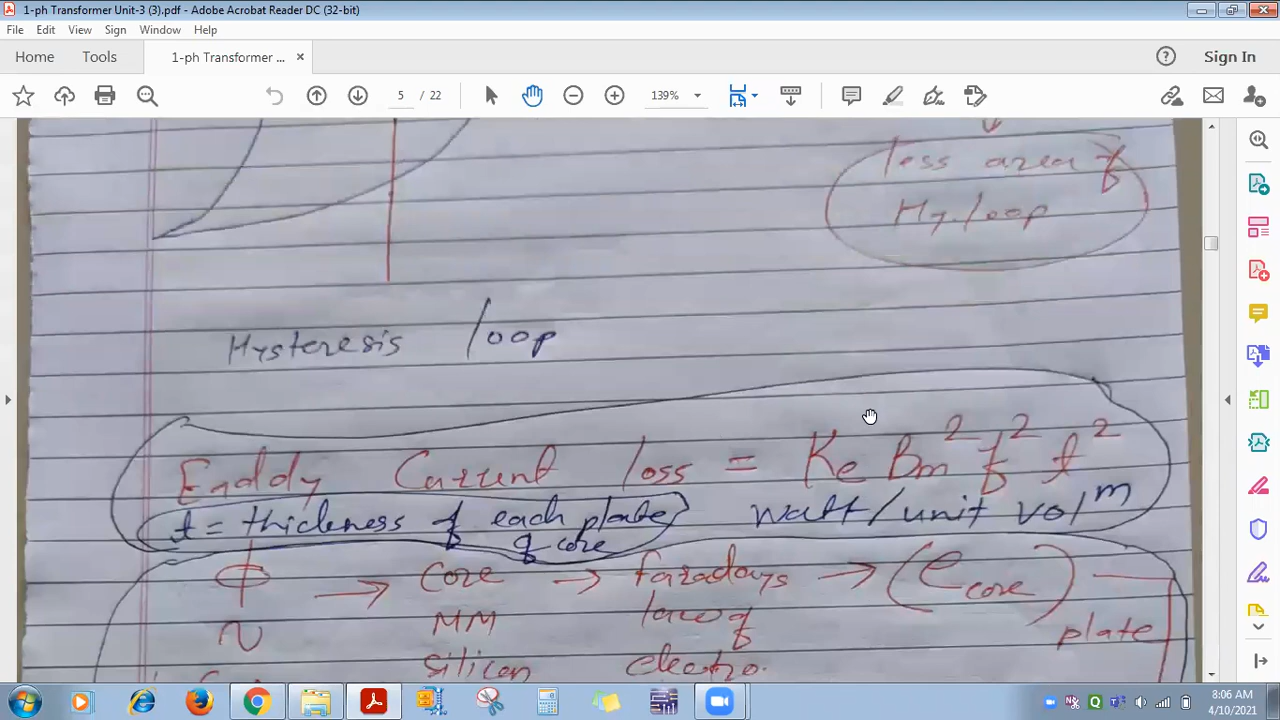 1-ph Transformer Unit-3 (3).pdf - Adobe Acrobat Reader DC (32-bit)
File Edit View Sign Window Help
Home Tools 1-ph Transformer ... Sign In
5 / 22 139%
less area of
Hy. loop
Hysteresis loop
Eaddy Current loss = Ke Bm² f² t²
t = thickness of each plate watt/unit volm
of core
Φ → Core → faradays → (e core)
~ MM law of plate
silicon electro.
8:06 AM
4/10/2021